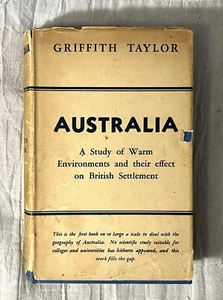 GRIFFITH TAYLOR
AUSTRALIA
A Study of Warm
Environments and their effect
on British Settlement
This is the first book on so large a scale to deal with the
geography of Australia. No scientific study suitable for
colleges and universities has hitherto appeared, and this
work fills the gap.